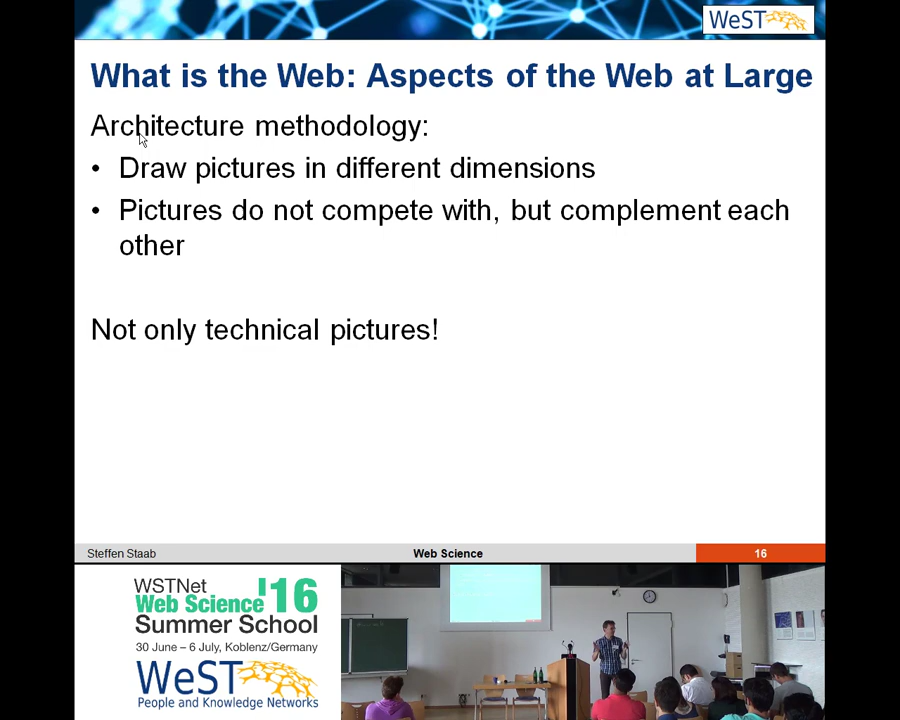 WeST
What is the Web: Aspects of the Web at Large
Architecture methodology:
• Draw pictures in different dimensions
• Pictures do not compete with, but complement each
other
Not only technical pictures!
Steffen Staab
Web Science
16
WSTNet
Web Science '16
Summer School
30 June – 6 July, Koblenz/Germany
WeST
People and Knowledge Networks